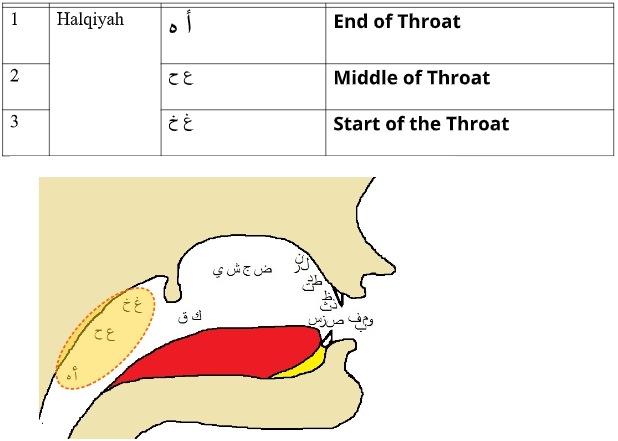 1 Halqiyah أ ه End of Throat
2 ع ح Middle of Throat
3 غ خ Start of the Throat
ض ج ش ي
ن
ل ر
ط د
ت
ظ
ذ ث
ك ق
ص ز س
و م ف
ب
غ خ
ع ح
أ ه